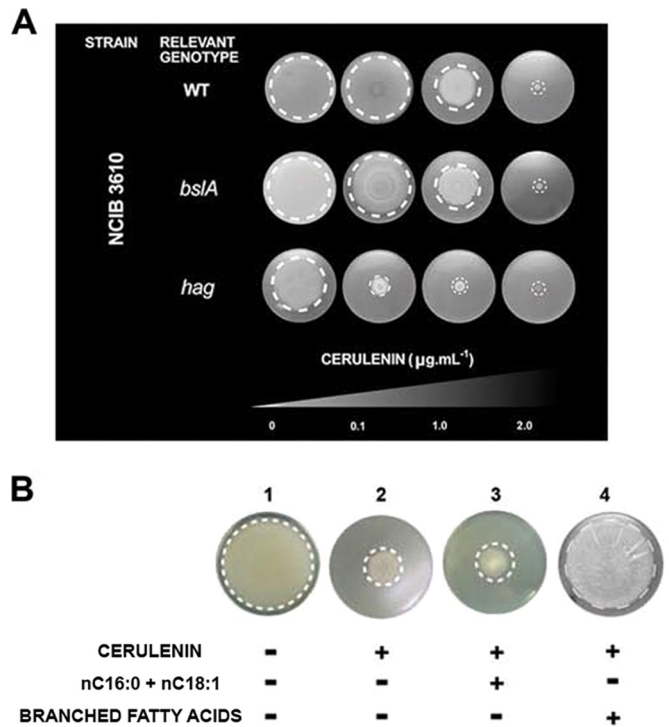 A
STRAIN RELEVANT GENOTYPE
WT
NCIB 3610
bslA
hag
CERULENIN (µg.mL⁻¹)
0 0.1 1.0 2.0
B
1 2 3 4
CERULENIN - + + +
nC16:0 + nC18:1 - - + -
BRANCHED FATTY ACIDS - - - +